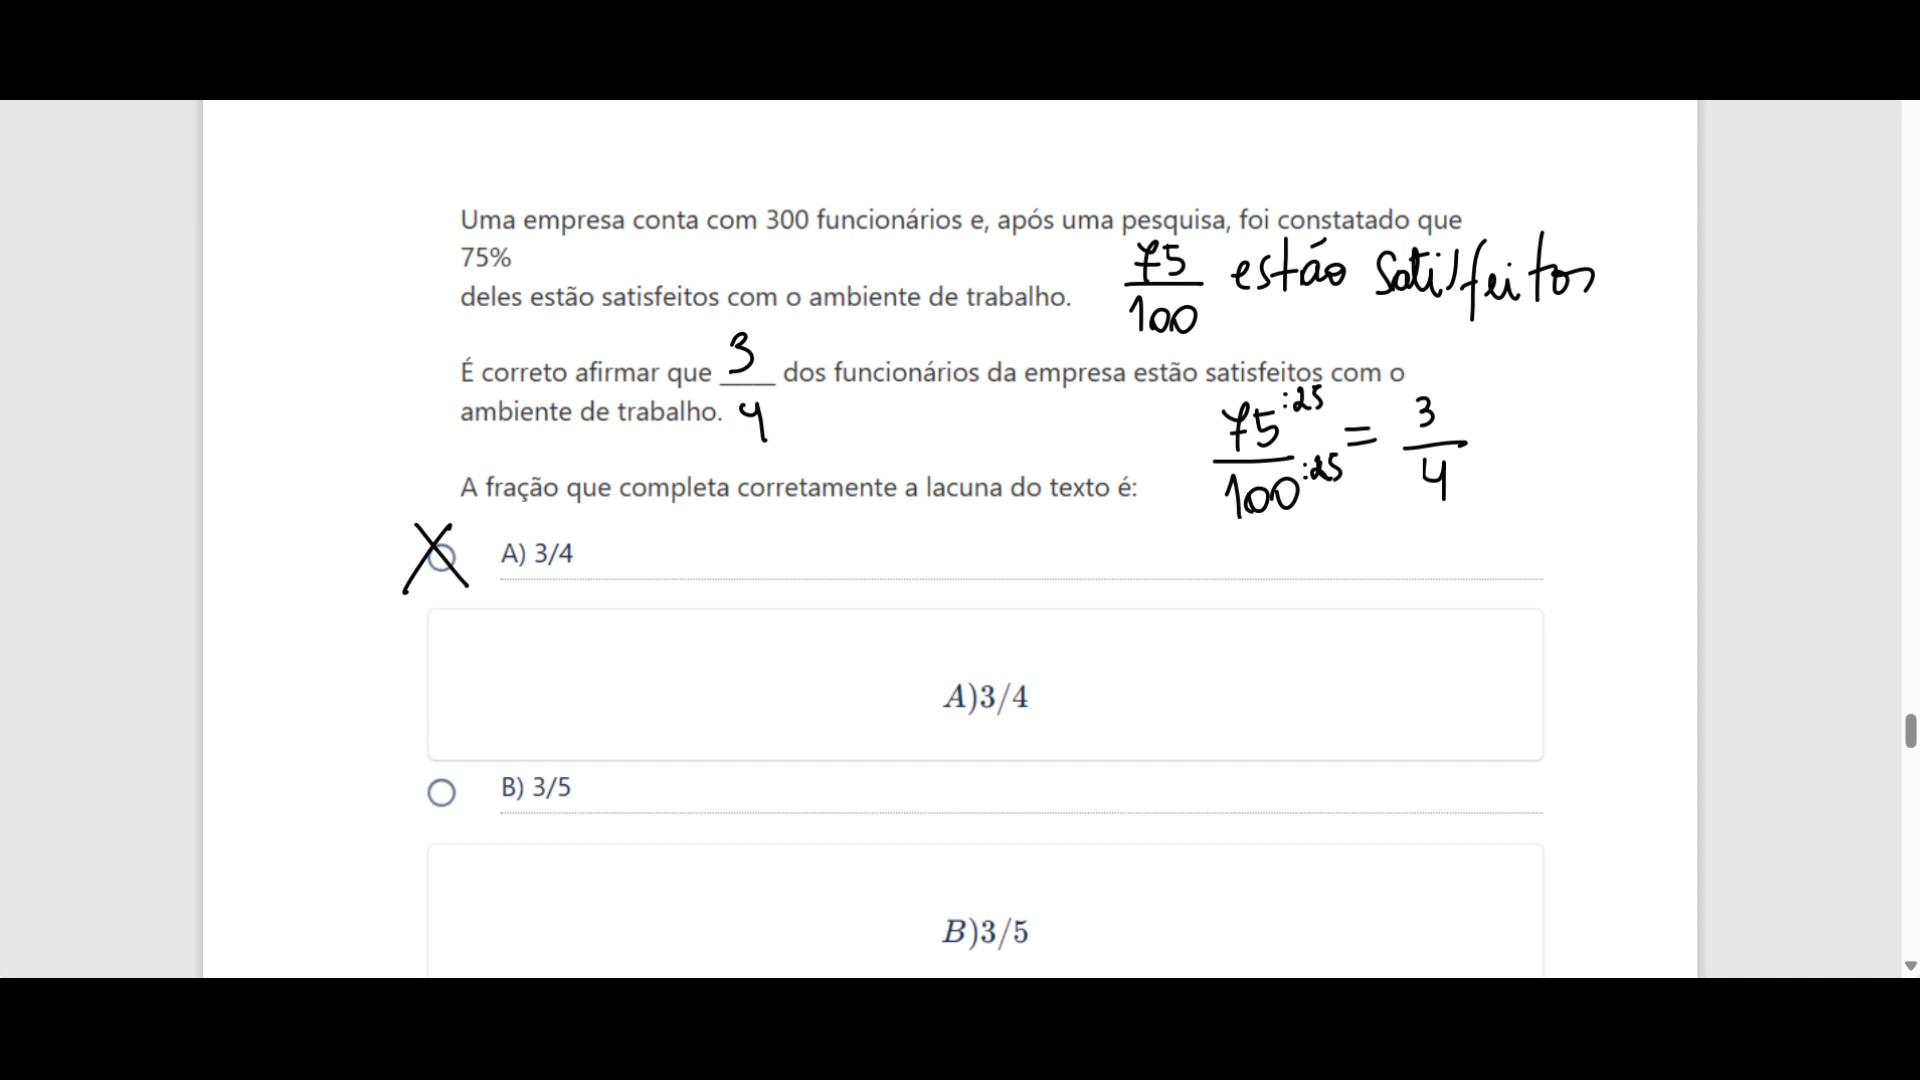 Uma empresa conta com 300 funcionários e, após uma pesquisa, foi constatado que
75%
deles estão satisfeitos com o ambiente de trabalho.
75/100 estão satisfeitos
É correto afirmar que ____ dos funcionários da empresa estão satisfeitos com o
3/4
ambiente de trabalho.
75:25/100:25 = 3/4
A fração que completa corretamente a lacuna do texto é:
X
A) 3/4
A)3/4
B) 3/5
B)3/5